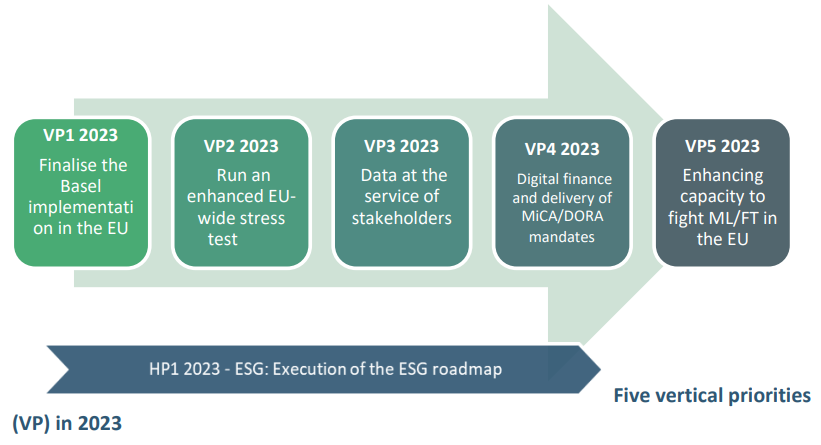 VP1 2023
Finalise the
Basel
implementati
on in the EU
VP2 2023
Run an
enhanced EU-
wide stress
test
VP3 2023
Data at the
service of
stakeholders
VP4 2023
Digital finance
and delivery of
MiCA/DORA
mandates
VP5 2023
Enhancing
capacity to
fight ML/FT in
the EU
HP1 2023 - ESG: Execution of the ESG roadmap
Five vertical priorities
(VP) in 2023